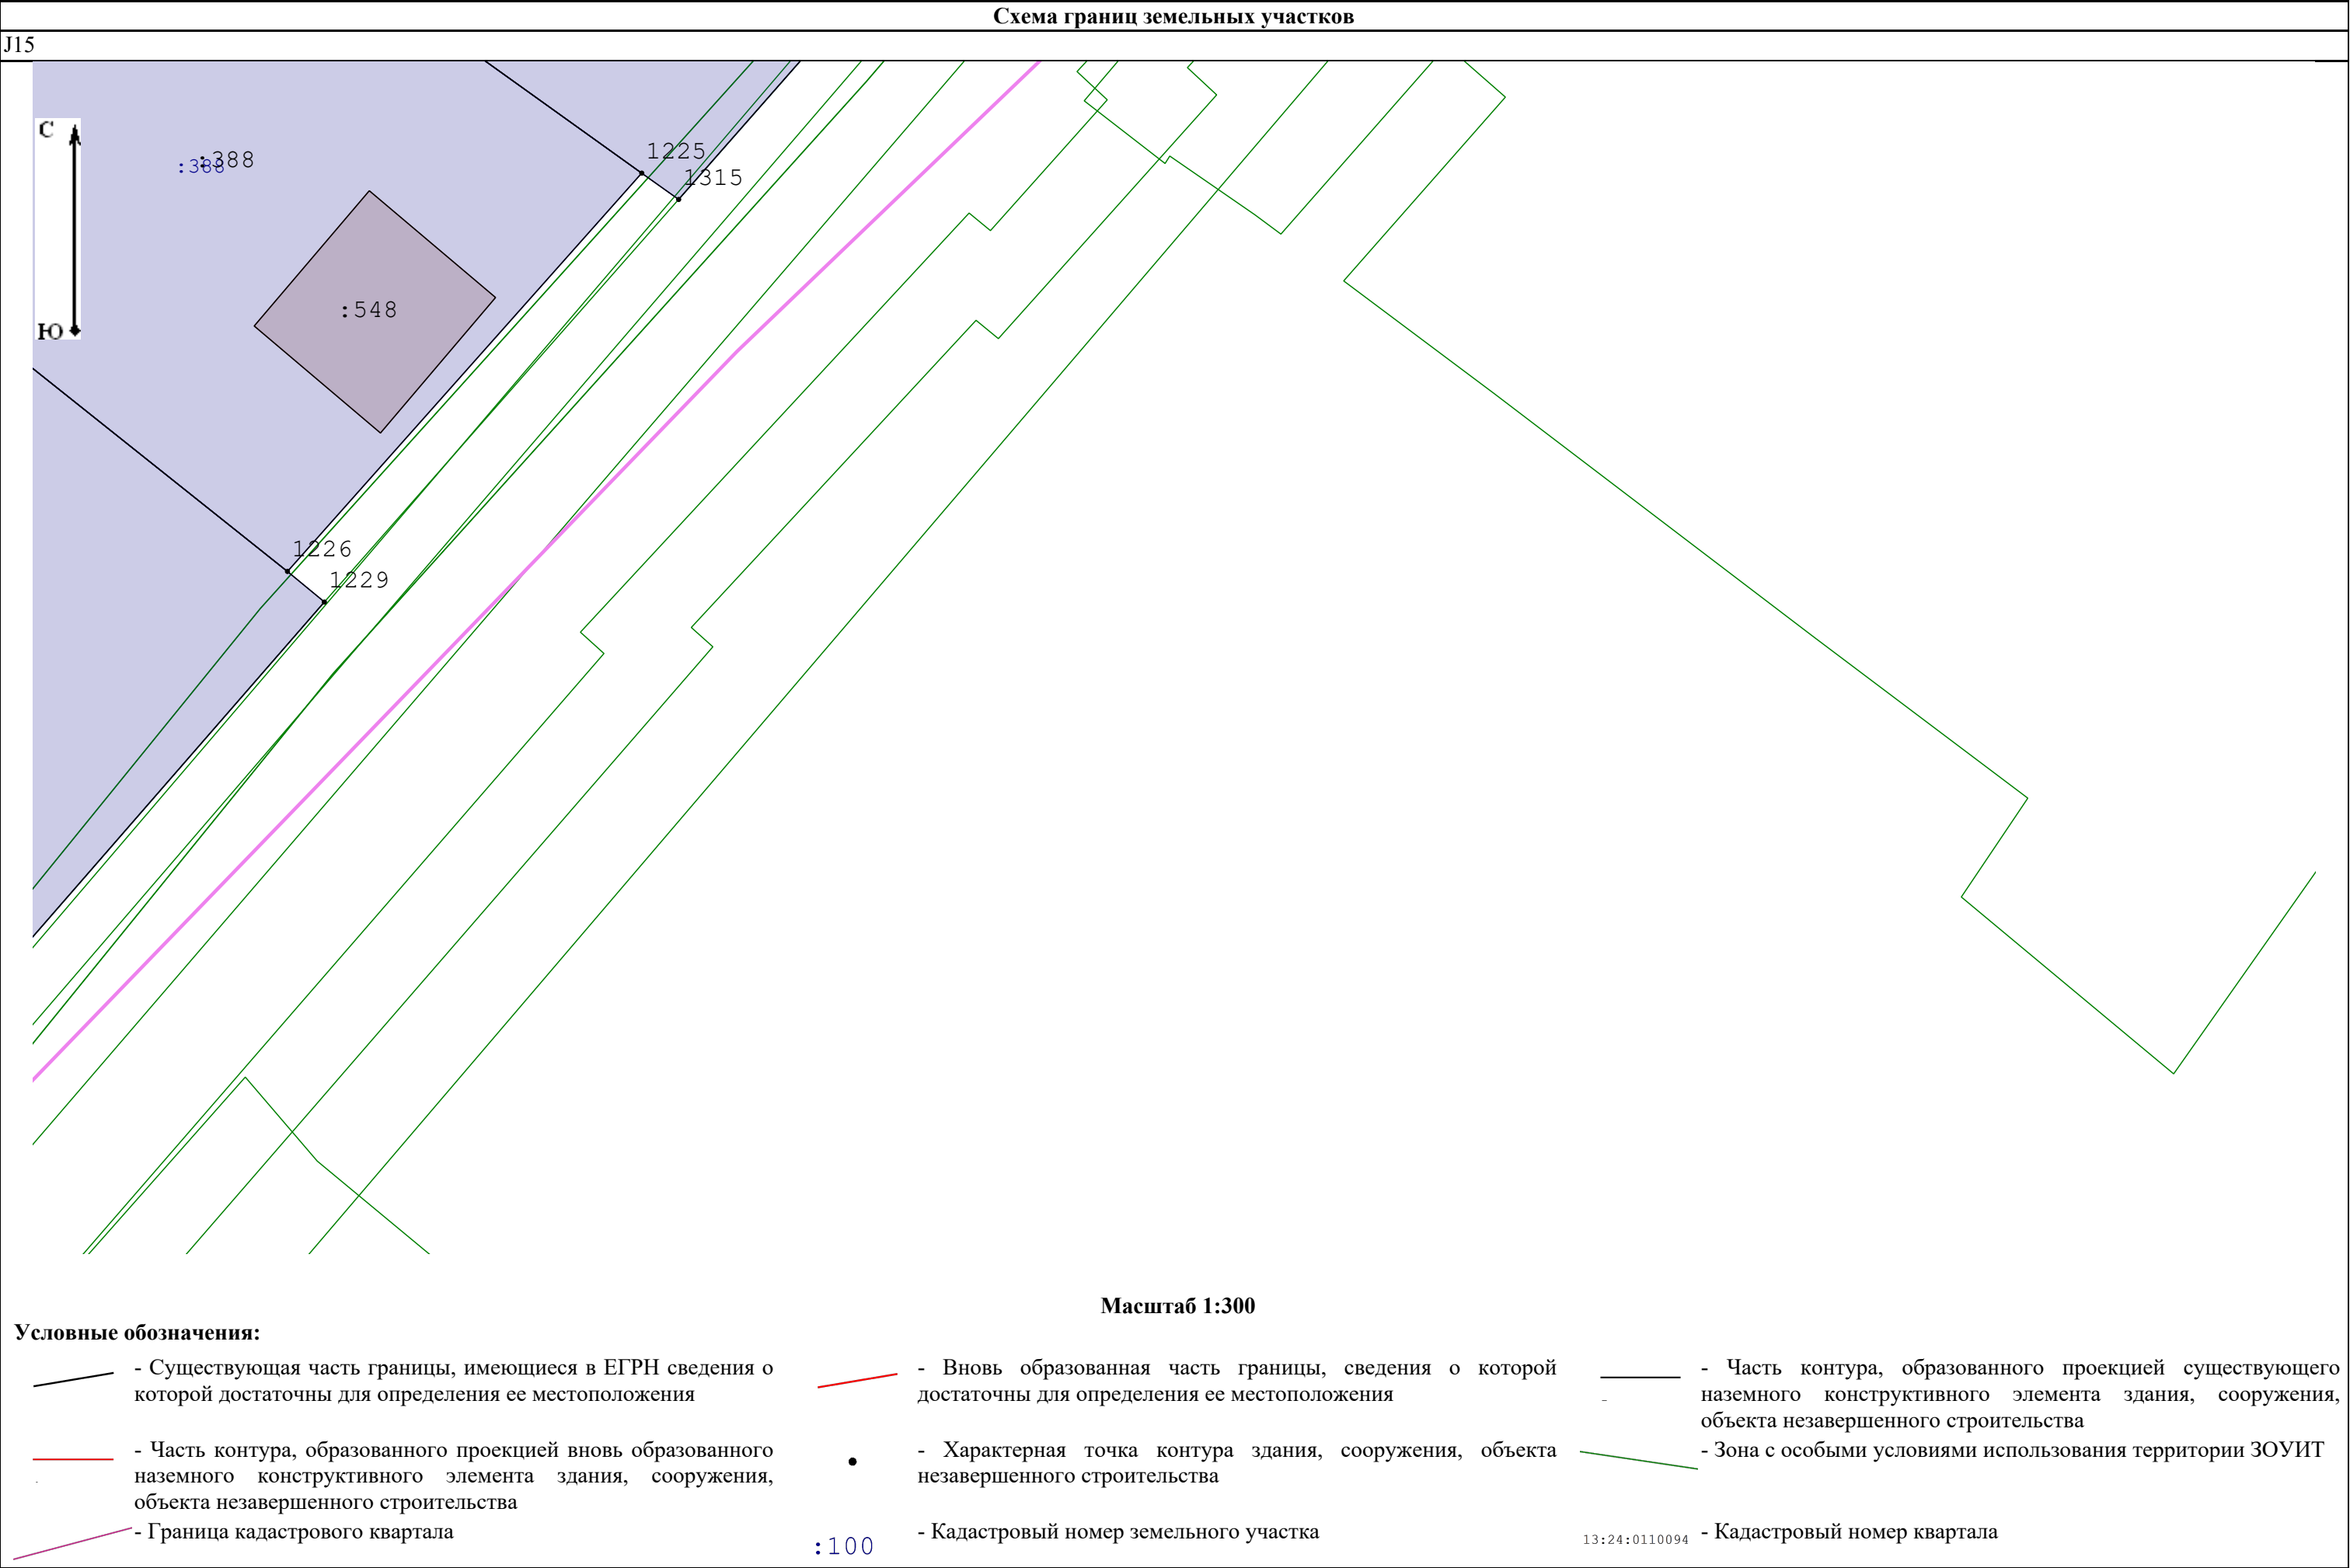 Схема границ земельных участков
J15
С
:388
:388
1225
1315
:548
Ю
1226
1229
Масштаб 1:300
Условные обозначения:
- Существующая часть границы, имеющиеся в ЕГРН сведения о
которой достаточны для определения ее местоположения
- Вновь образованная часть границы, сведения о которой
достаточны для определения ее местоположения
- Часть контура, образованного проекцией существующего
наземного конструктивного элемента здания, сооружения,
объекта незавершенного строительства
- Часть контура, образованного проекцией вновь образованного
наземного конструктивного элемента здания, сооружения,
объекта незавершенного строительства
- Характерная точка контура здания, сооружения, объекта
незавершенного строительства
- Зона с особыми условиями использования территории ЗОУИТ
- Граница кадастрового квартала
:100
- Кадастровый номер земельного участка
13:24:0110094
- Кадастровый номер квартала